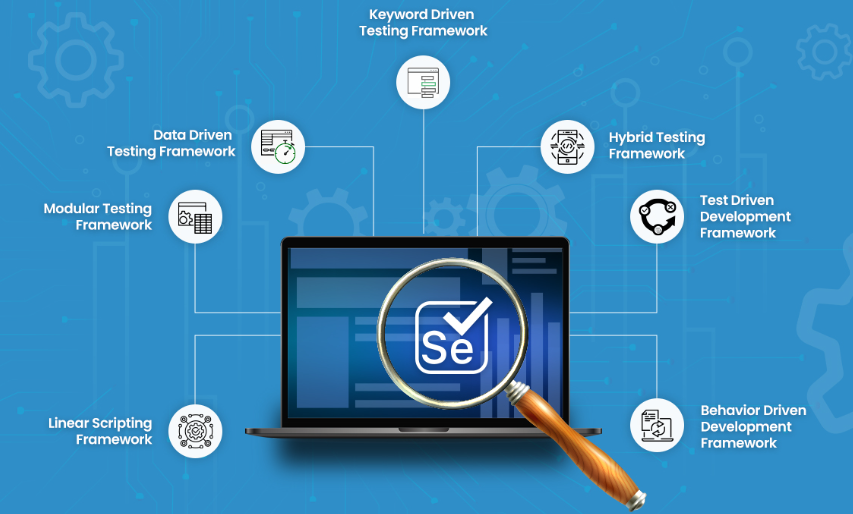 Keyword Driven
Testing Framework
Data Driven
Testing Framework
Hybrid Testing
Framework
Modular Testing
Framework
Test Driven
Development
Framework
Se
Linear Scripting
Framework
Behavior Driven
Development
Framework